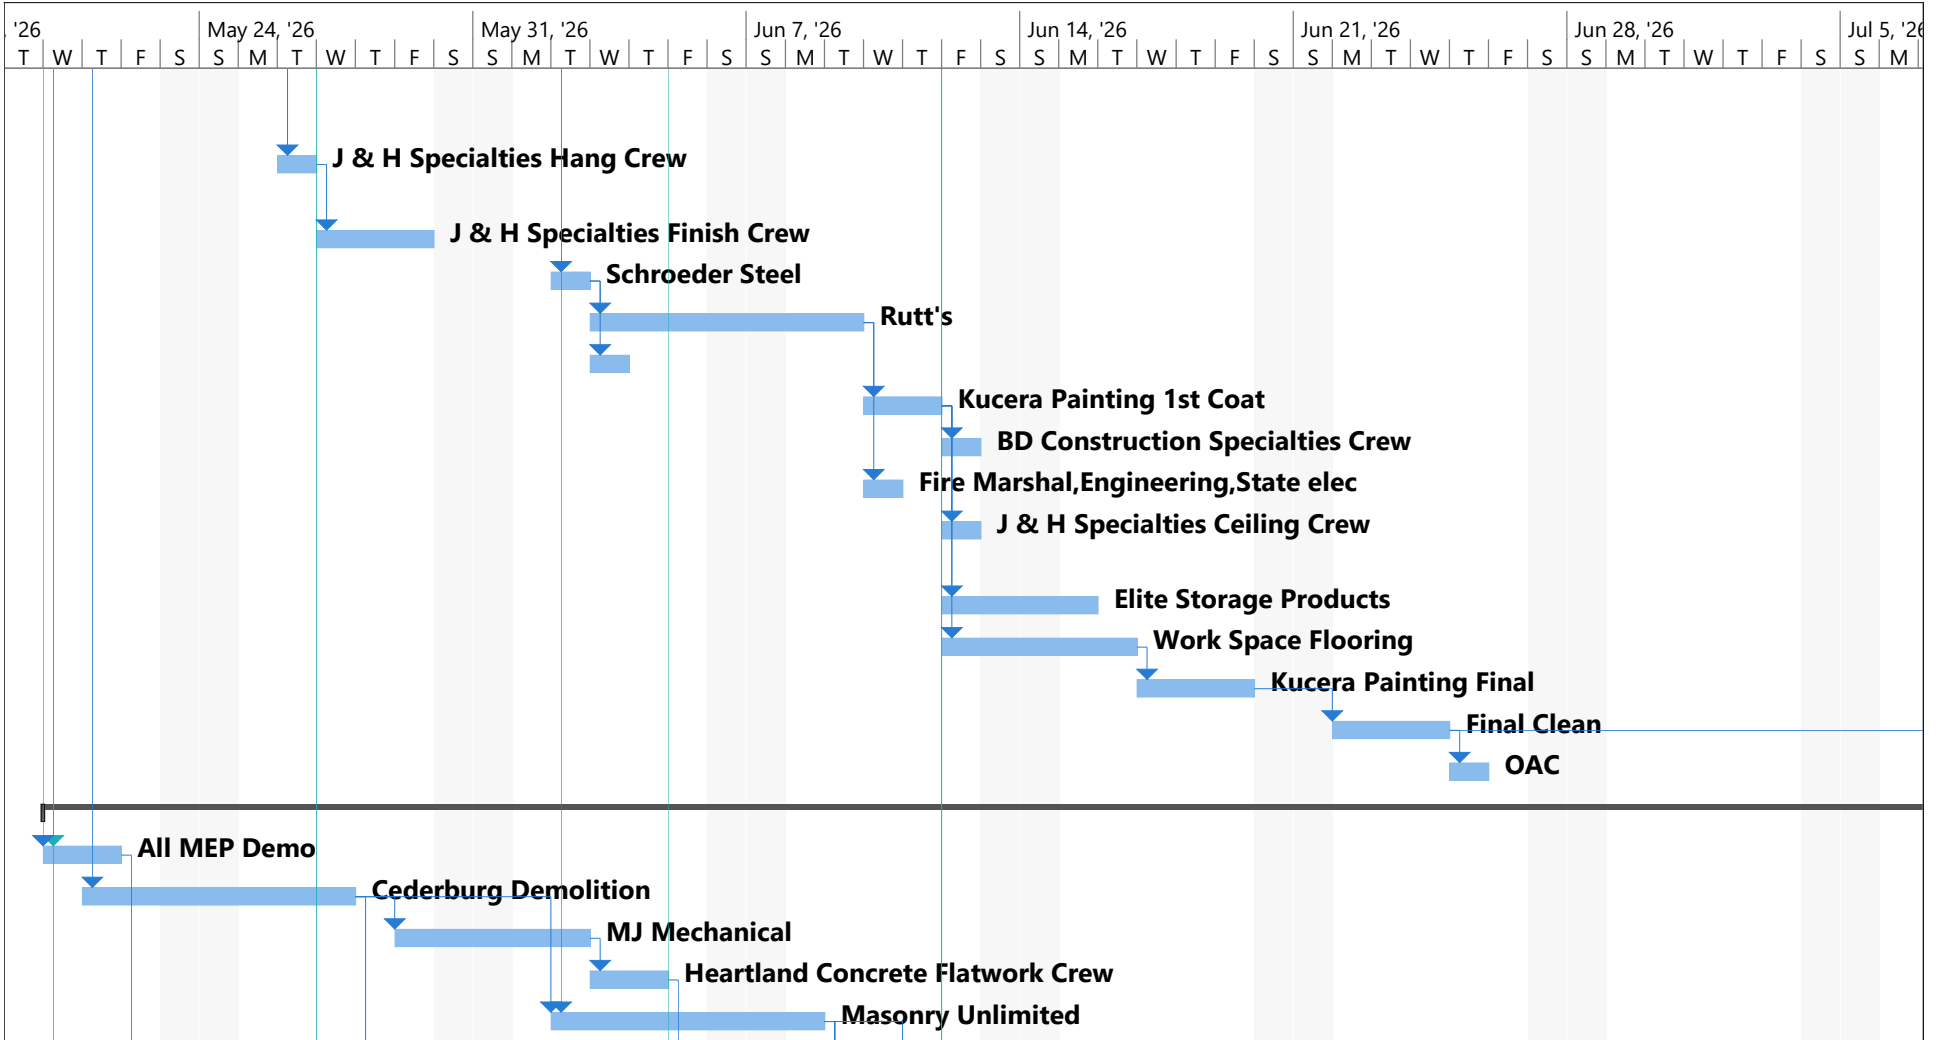 , '26 May 24, '26 May 31, '26 Jun 7, '26 Jun 14, '26 Jun 21, '26 Jun 28, '26 Jul 5, '26
T W T F S S M T W T F S S M T W T F S S M T W T F S S M T W T F S S M T W T F S S M T W T F S S M
J & H Specialties Hang Crew
J & H Specialties Finish Crew
Schroeder Steel
Rutt's
Kucera Painting 1st Coat
BD Construction Specialties Crew
Fire Marshal,Engineering,State elec
J & H Specialties Ceiling Crew
Elite Storage Products
Work Space Flooring
Kucera Painting Final
Final Clean
OAC
All MEP Demo
Cederburg Demolition
MJ Mechanical
Heartland Concrete Flatwork Crew
Masonry Unlimited